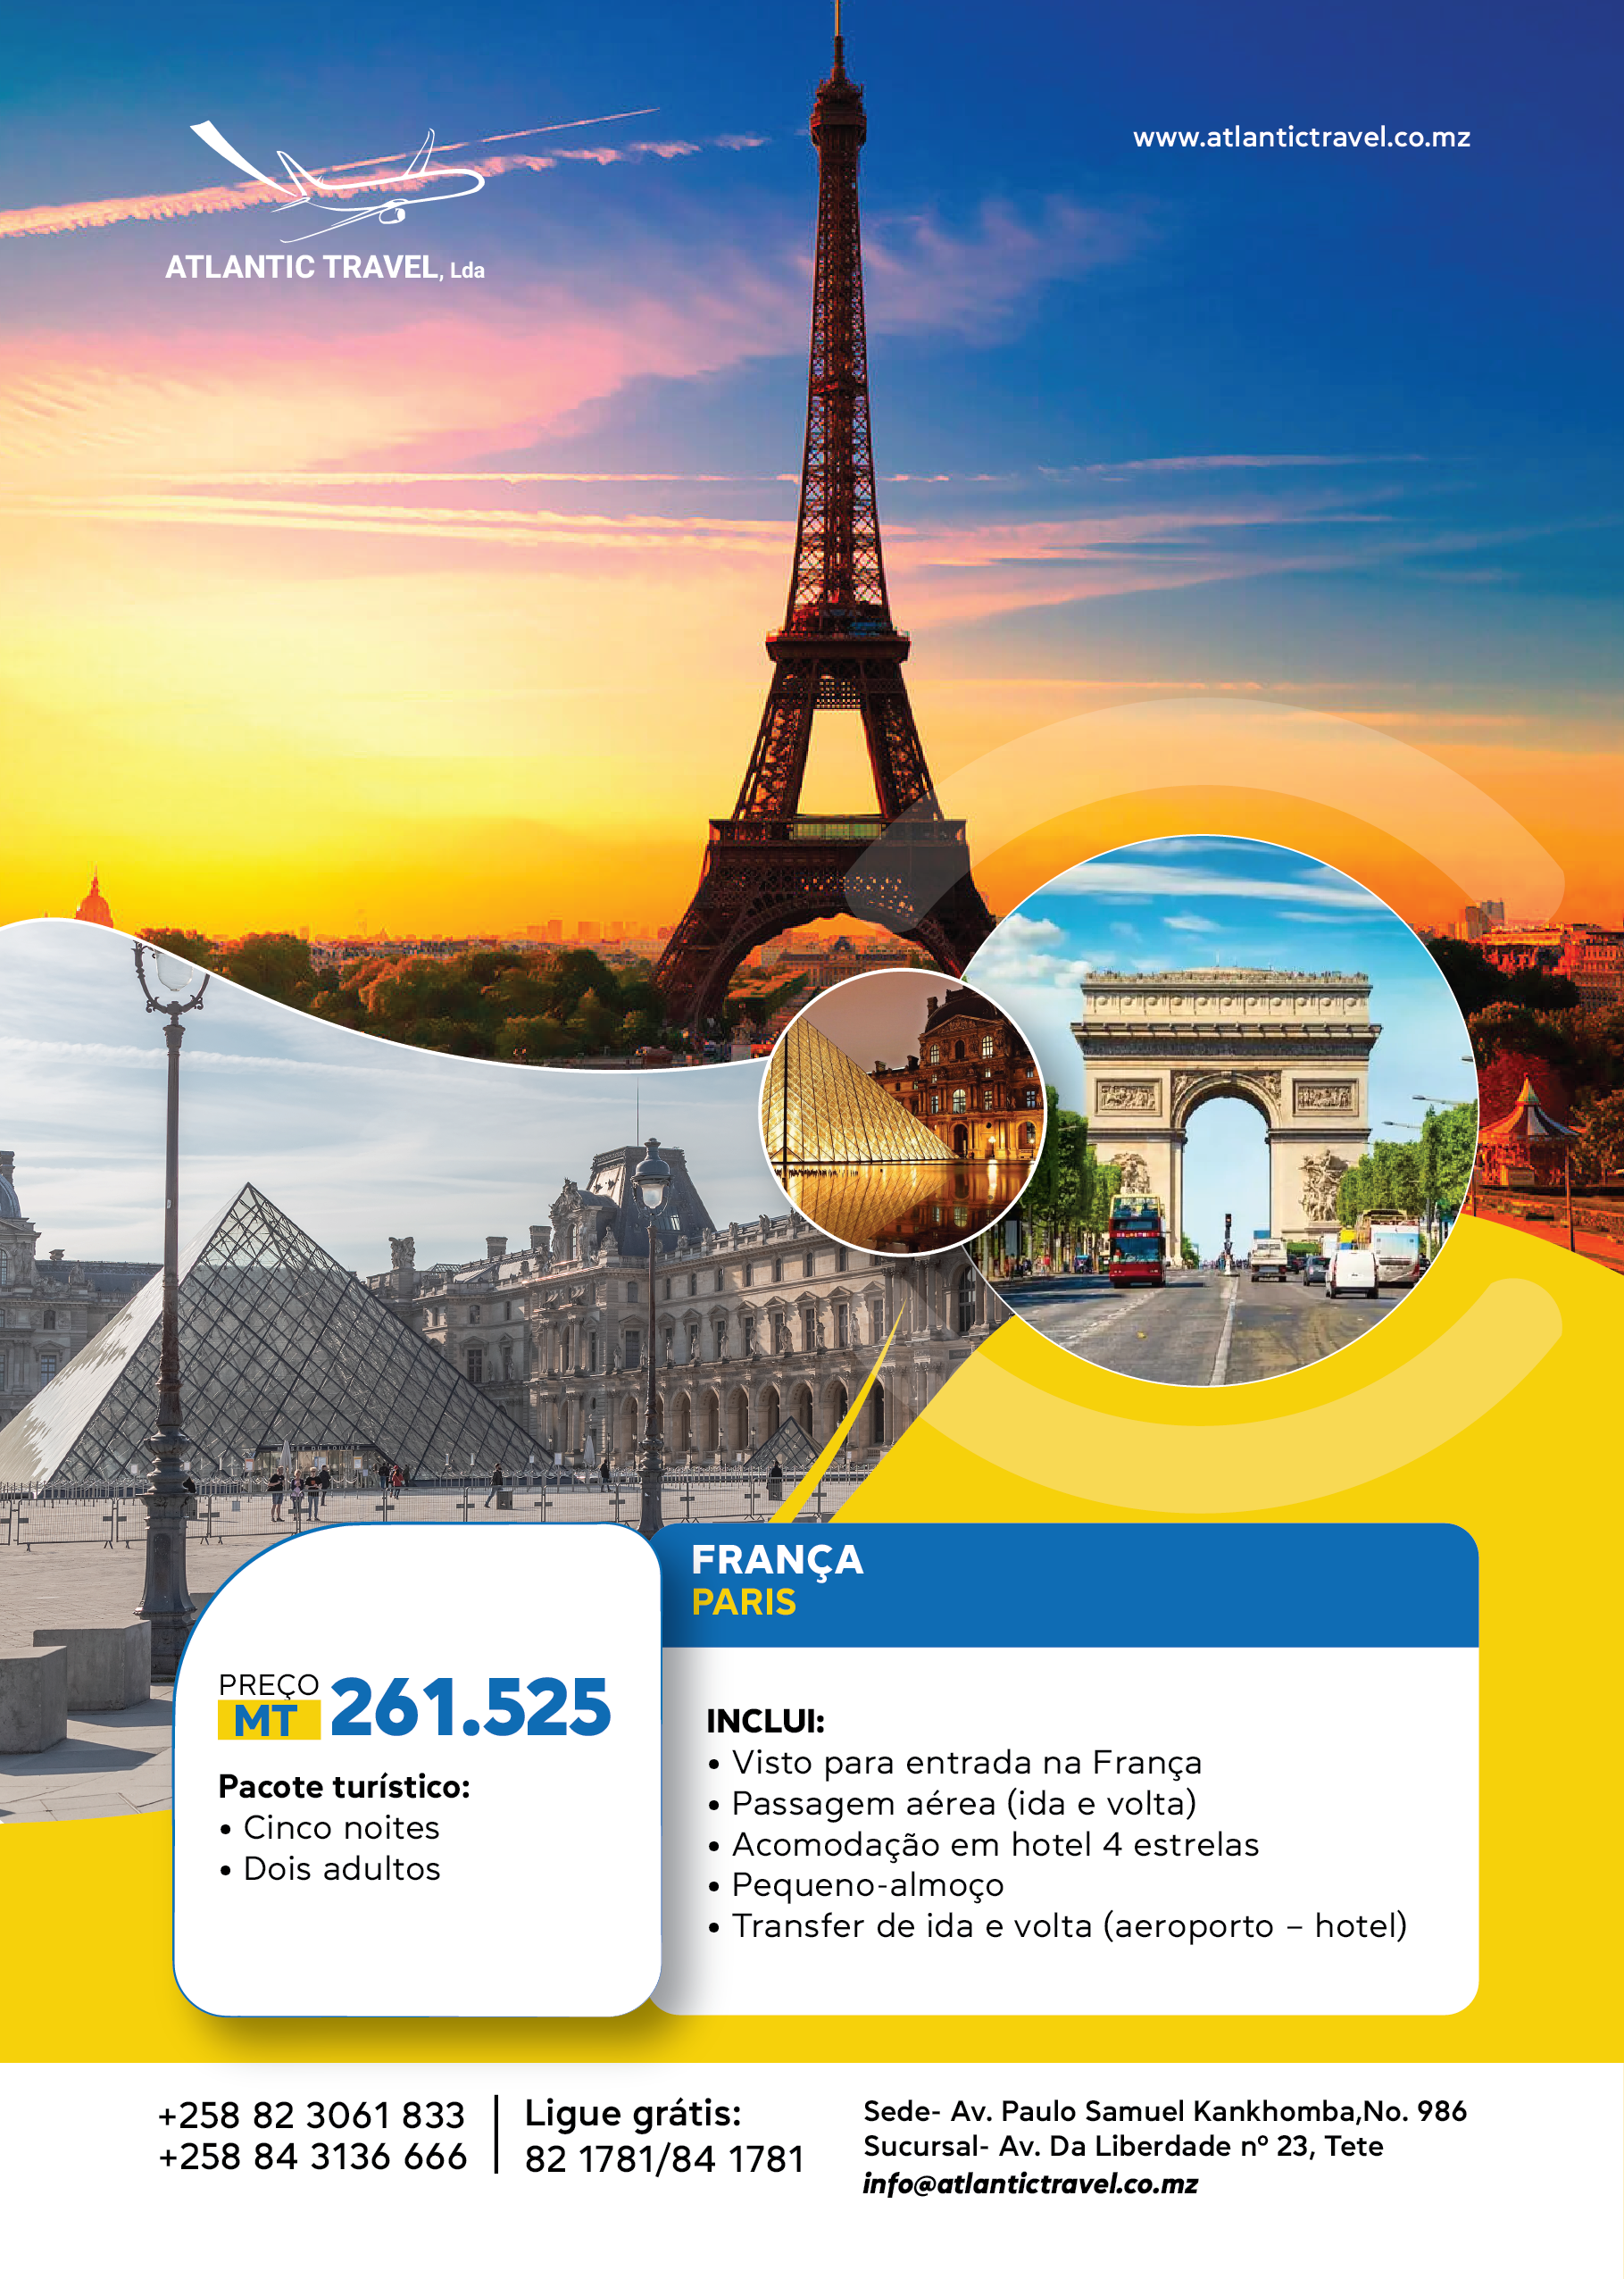 www.atlantictravel.co.mz
ATLANTIC TRAVEL, Lda
FRANÇA
PARIS
PREÇO
MT 261.525
Pacote turístico:
• Cinco noites
• Dois adultos
INCLUI:
• Visto para entrada na França
• Passagem aérea (ida e volta)
• Acomodação em hotel 4 estrelas
• Pequeno-almoço
• Transfer de ida e volta (aeroporto – hotel)
+258 82 3061 833
+258 84 3136 666
Ligue grátis:
82 1781/84 1781
Sede- Av. Paulo Samuel Kankhomba,No. 986
Sucursal- Av. Da Liberdade nº 23, Tete
info@atlantictravel.co.mz